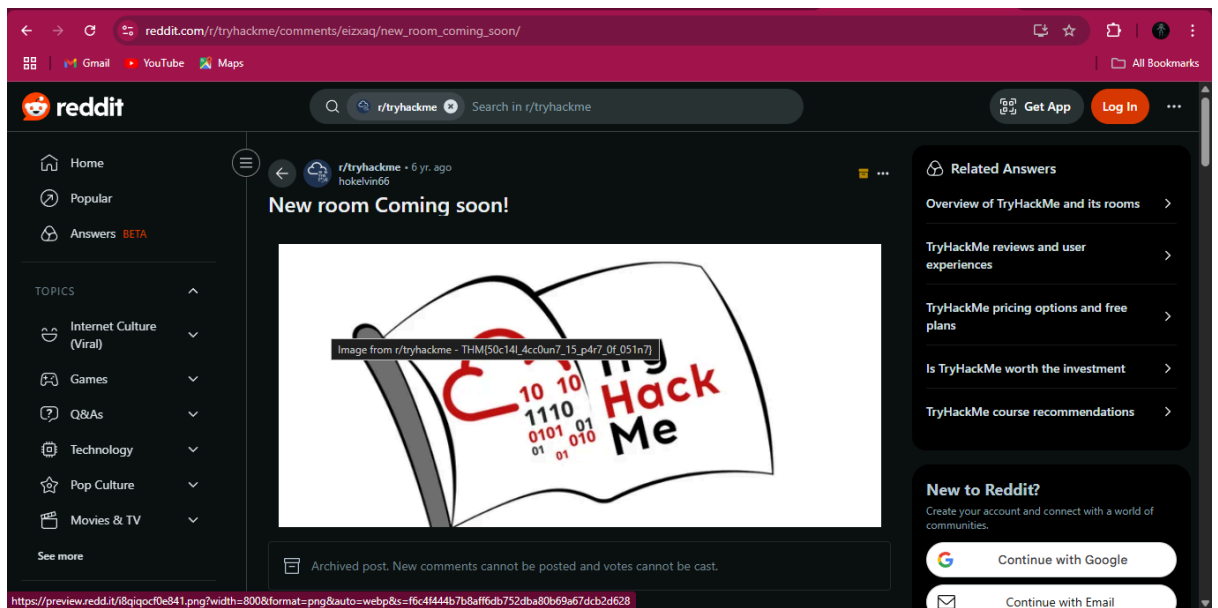 reddit.com/r/tryhackme/comments/eizxaq/new_room_coming_soon/
Gmail YouTube Maps All Bookmarks
reddit r/tryhackme Search in r/tryhackme Get App Log In
Home
Popular
Answers BETA
TOPICS
Internet Culture
(Viral)
Games
Q&As
Technology
Pop Culture
Movies & TV
See more
r/tryhackme • 6 yr. ago
hokelvin66
New room Coming soon!
Image from r/tryhackme - THM{50c14l_4cc0un7_15_p4r7_0f_051n7}
Try
Hack
Me
10 10
1110
0101 01
01 010
01
Archived post. New comments cannot be posted and votes cannot be cast.
Related Answers
Overview of TryHackMe and its rooms
TryHackMe reviews and user
experiences
TryHackMe pricing options and free
plans
Is TryHackMe worth the investment
TryHackMe course recommendations
New to Reddit?
Create your account and connect with a world of
communities.
Continue with Google
Continue with Email
https://preview.redd.it/i8qiqocf0e841.png?width=800&format=png&auto=webp&s=f6c4f444b7b8aff6db752dba80b69a67dcb2d628